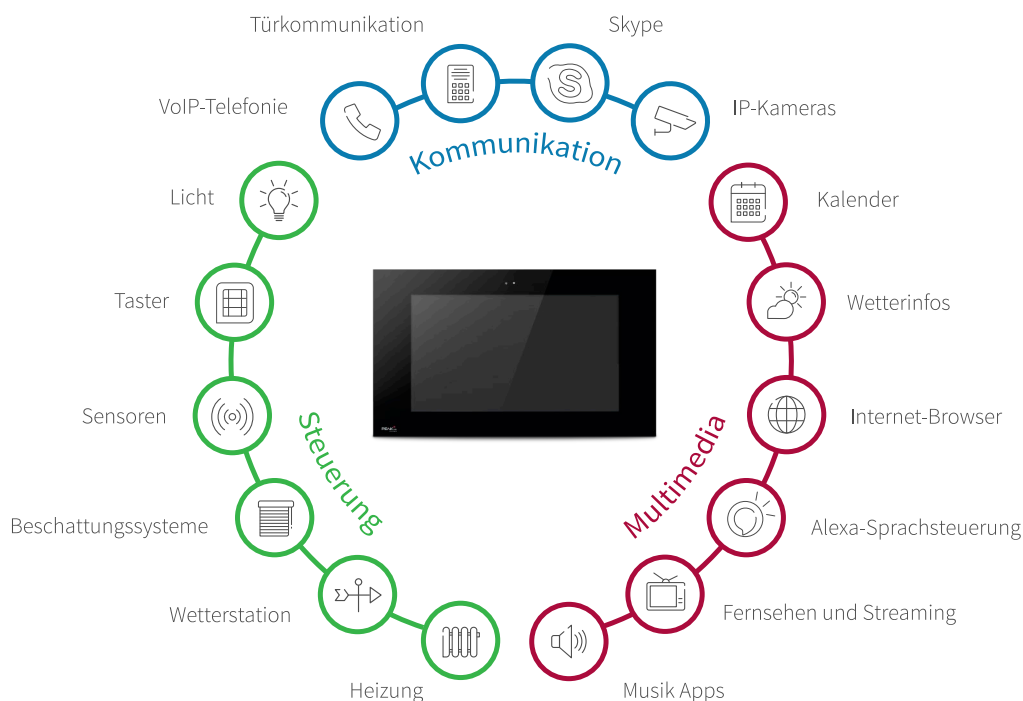 Türkommunikation
Skype
VoIP-Telefonie
IP-Kameras
Kommunikation
Licht
Kalender
Taster
Wetterinfos
Sensoren
Internet-Browser
Steuerung
Multimedia
Beschattungssysteme
Alexa-Sprachsteuerung
Wetterstation
Fernsehen und Streaming
Heizung
Musik Apps